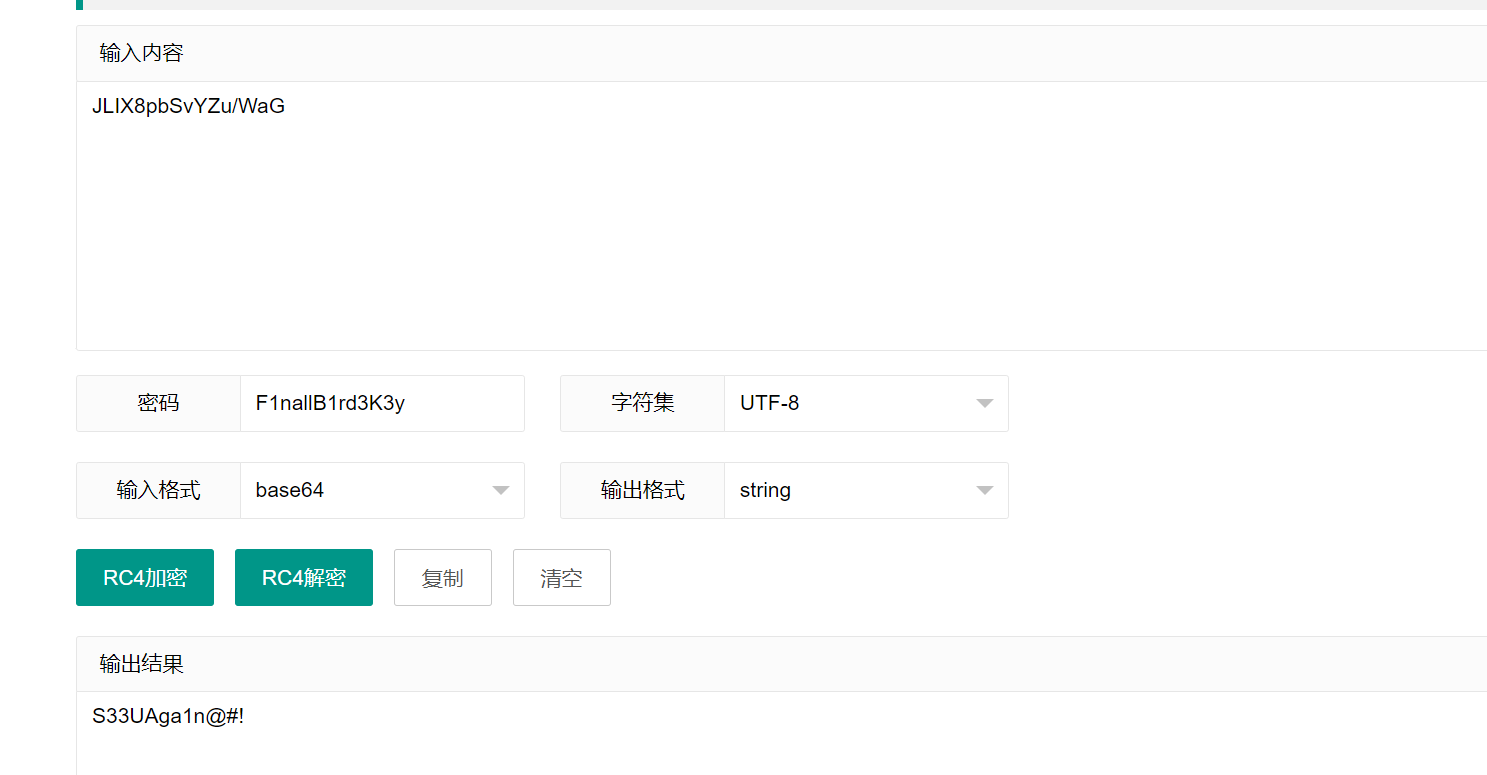 输入内容
JLIX8pbSvYZu/WaG
密码 F1nallB1rd3K3y 字符集 UTF-8
输入格式 base64 输出格式 string
RC4加密 RC4解密 复制 清空
输出结果
S33UAga1n@#!